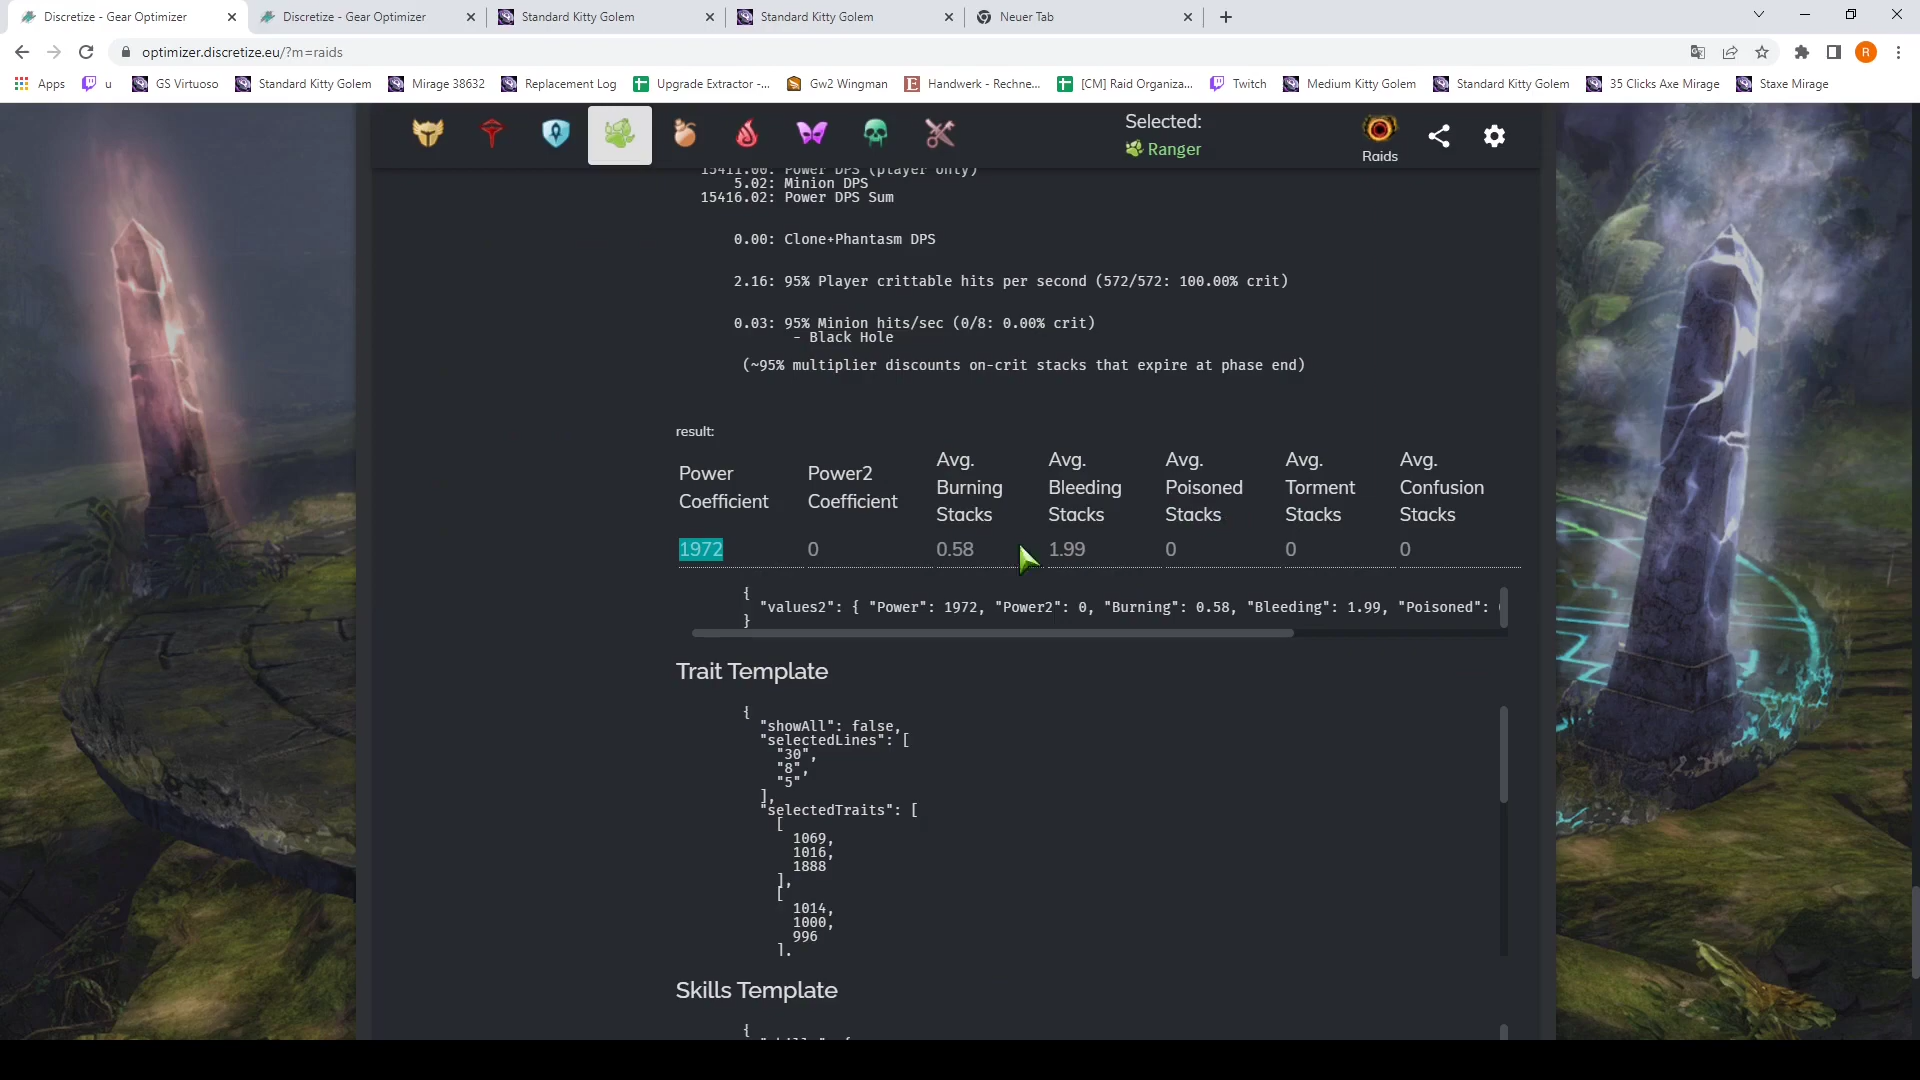 Discretize - Gear Optimizer
Discretize - Gear Optimizer
Standard Kitty Golem
Standard Kitty Golem
Neuer Tab
optimizer.discretize.eu/?m=raids
R
Apps
u
GS Virtuoso
Standard Kitty Golem
Mirage 38632
Replacement Log
Upgrade Extractor -...
Gw2 Wingman
Handwerk - Rechne...
[CM] Raid Organiza...
Twitch
Medium Kitty Golem
Standard Kitty Golem
35 Clicks Axe Mirage
Staxe Mirage
Selected:
Ranger
Raids
15411.00: Power DPS (player only)
5.02: Minion DPS
15416.02: Power DPS Sum
0.00: Clone+Phantasm DPS
2.16: 95% Player crittable hits per second (572/572: 100.00% crit)
0.03: 95% Minion hits/sec (0/8: 0.00% crit)
- Black Hole
(~95% multiplier discounts on-crit stacks that expire at phase end)
result:
Power Coefficient
Power2 Coefficient
Avg. Burning Stacks
Avg. Bleeding Stacks
Avg. Poisoned Stacks
Avg. Torment Stacks
Avg. Confusion Stacks
1972 0 0.58 1.99 0 0 0
{
"values2": { "Power": 1972, "Power2": 0, "Burning": 0.58, "Bleeding": 1.99, "Poisoned":
}
Trait Template
{
"showAll": false,
"selectedLines": [
"30",
"8",
"5"
],
"selectedTraits": [
[
1069,
1016,
1888
],
[
1014,
1000,
996
],
Skills Template
{